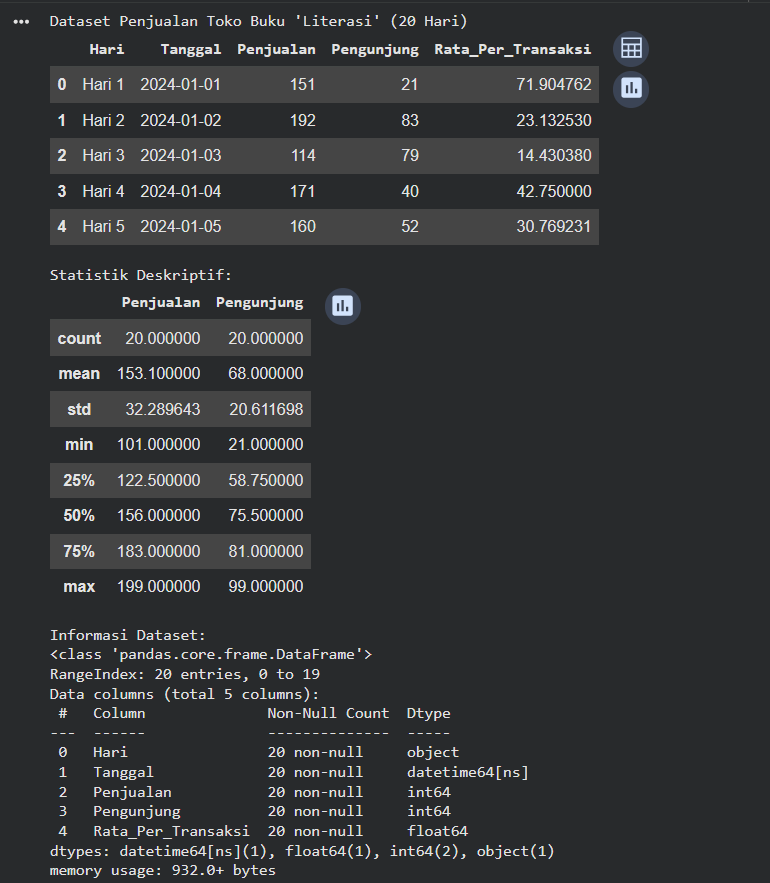 Dataset Penjualan Toko Buku 'Literasi' (20 Hari)
Hari Tanggal Penjualan Pengunjung Rata_Per_Transaksi
0 Hari 1 2024-01-01 151 21 71.904762
1 Hari 2 2024-01-02 192 83 23.132530
2 Hari 3 2024-01-03 114 79 14.430380
3 Hari 4 2024-01-04 171 40 42.750000
4 Hari 5 2024-01-05 160 52 30.769231
Statistik Deskriptif:
Penjualan Pengunjung
count 20.000000 20.000000
mean 153.100000 68.000000
std 32.289643 20.611698
min 101.000000 21.000000
25% 122.500000 58.750000
50% 156.000000 75.500000
75% 183.000000 81.000000
max 199.000000 99.000000
Informasi Dataset:
<class 'pandas.core.frame.DataFrame'>
RangeIndex: 20 entries, 0 to 19
Data columns (total 5 columns):
# Column Non-Null Count Dtype
--- ------ -------------- -----
0 Hari 20 non-null object
1 Tanggal 20 non-null datetime64[ns]
2 Penjualan 20 non-null int64
3 Pengunjung 20 non-null int64
4 Rata_Per_Transaksi 20 non-null float64
dtypes: datetime64[ns](1), float64(1), int64(2), object(1)
memory usage: 932.0+ bytes